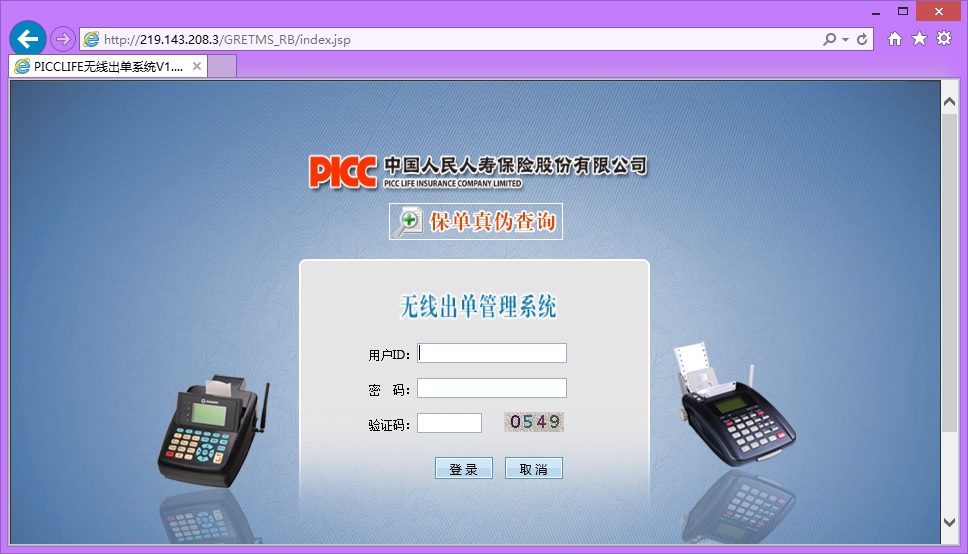 http://219.143.208.3/GRETMS_RB/index.jsp
PICCLIFE无线出单系统V1....
PICC 中国人民人寿保险股份有限公司
PICC LIFE INSURANCE COMPANY LIMITED
保单真伪查询
无线出单管理系统
用户ID:
密 码:
验证码: 0549
登录 取消